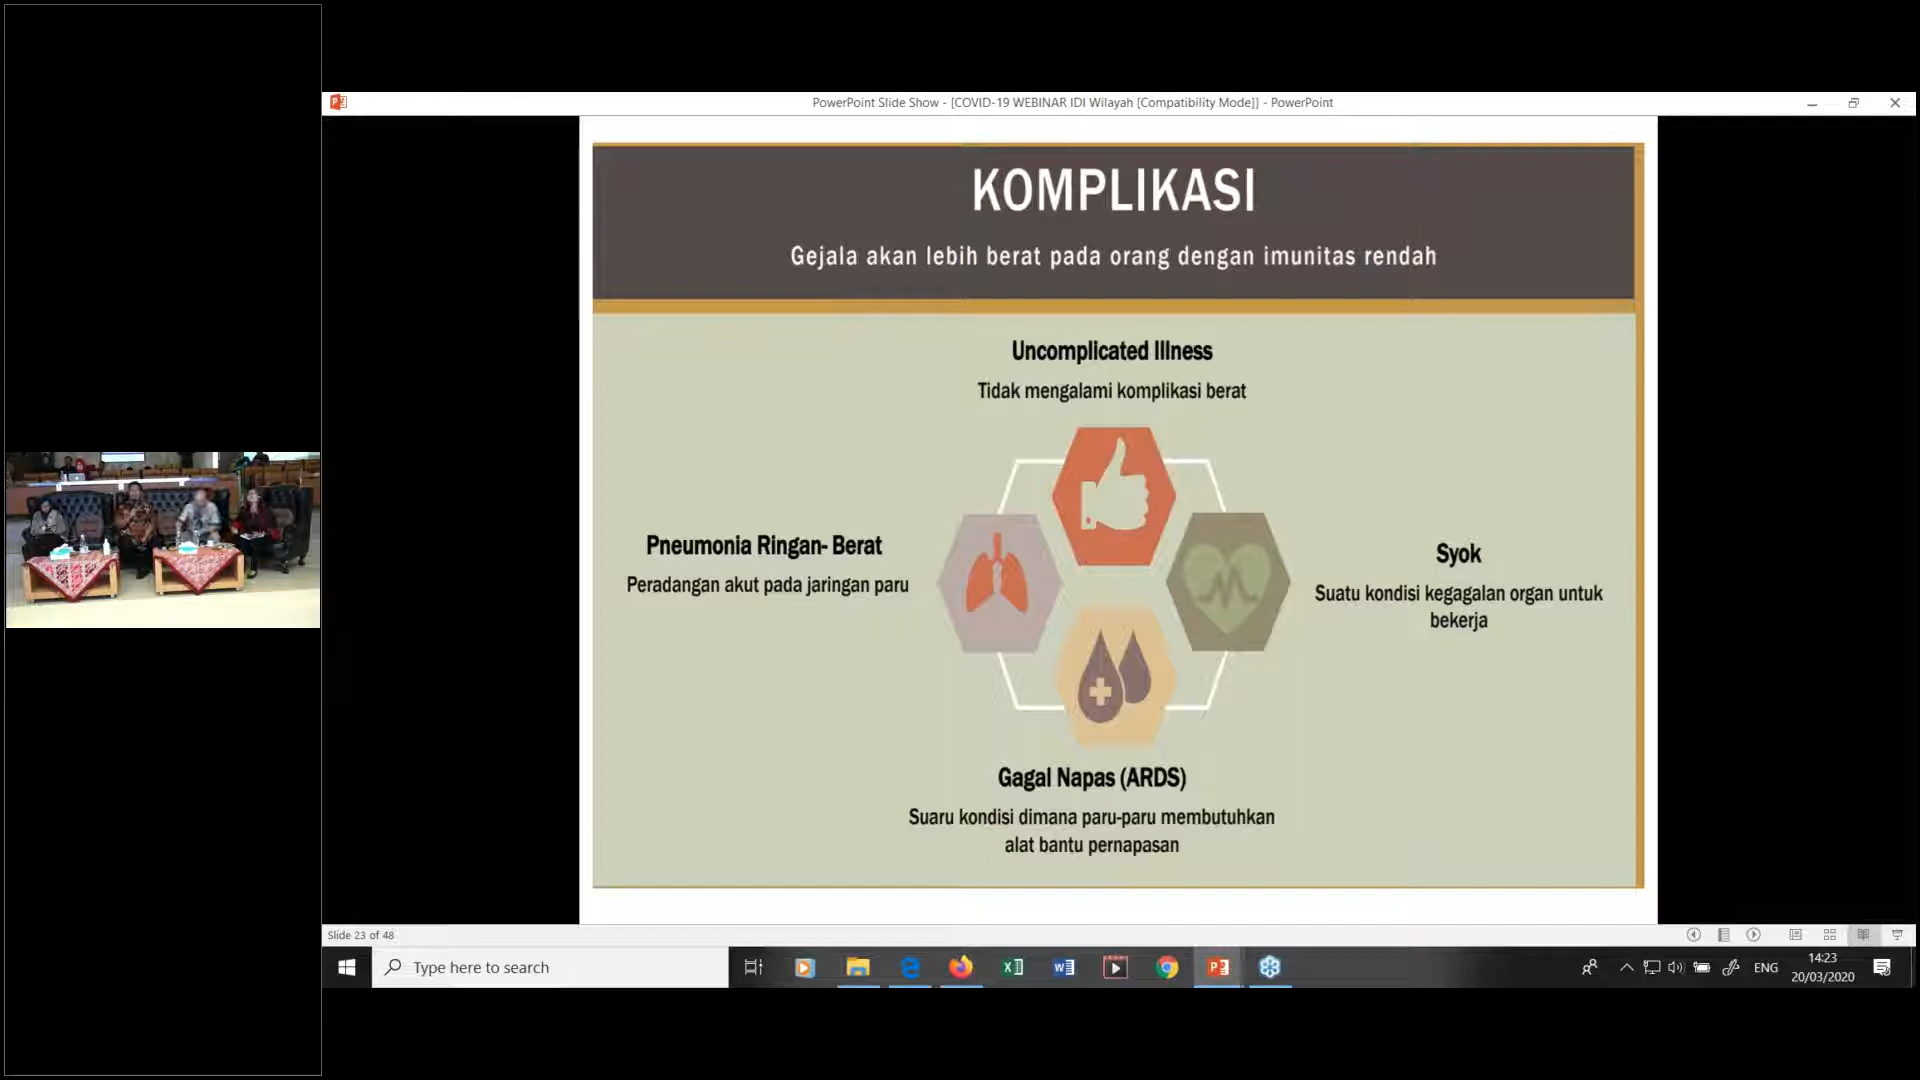 PowerPoint Slide Show - [COVID-19 WEBINAR IDI Wilayah [Compatibility Mode]] - PowerPoint
KOMPLIKASI
Gejala akan lebih berat pada orang dengan imunitas rendah
Uncomplicated Illness
Tidak mengalami komplikasi berat
Pneumonia Ringan- Berat
Peradangan akut pada jaringan paru
Syok
Suatu kondisi kegagalan organ untuk
bekerja
Gagal Napas (ARDS)
Suaru kondisi dimana paru-paru membutuhkan
alat bantu pernapasan
Slide 23 of 48
Type here to search
ENG
14:23
20/03/2020